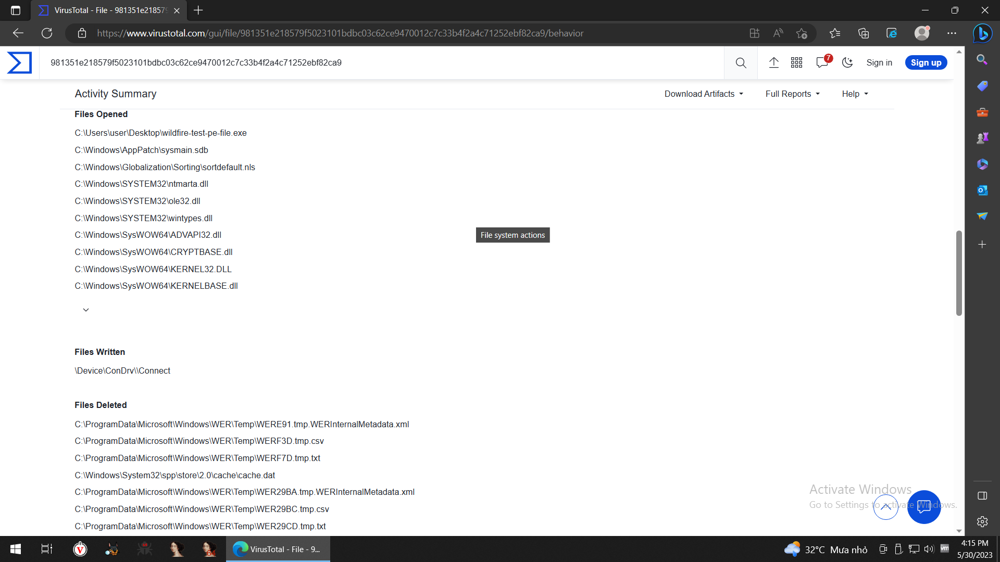 VirusTotal - File - 981351e218579
https://www.virustotal.com/gui/file/981351e218579f5023101bdbc03c62ce9470012c7c33b4f2a4c71252ebf82ca9/behavior
981351e218579f5023101bdbc03c62ce9470012c7c33b4f2a4c71252ebf82ca9
7
Sign in
Sign up
Activity Summary
Download Artifacts
Full Reports
Help
Files Opened
C:\Users\user\Desktop\wildfire-test-pe-file.exe
C:\Windows\AppPatch\sysmain.sdb
C:\Windows\Globalization\Sorting\sortdefault.nls
C:\Windows\SYSTEM32\ntmarta.dll
C:\Windows\SYSTEM32\ole32.dll
C:\Windows\SYSTEM32\wintypes.dll
C:\Windows\SysWOW64\ADVAPI32.dll
File system actions
C:\Windows\SysWOW64\CRYPTBASE.dll
C:\Windows\SysWOW64\KERNEL32.DLL
C:\Windows\SysWOW64\KERNELBASE.dll
Files Written
\Device\ConDrv\\Connect
Files Deleted
C:\ProgramData\Microsoft\Windows\WER\Temp\WERE91.tmp.WERInternalMetadata.xml
C:\ProgramData\Microsoft\Windows\WER\Temp\WERF3D.tmp.csv
C:\ProgramData\Microsoft\Windows\WER\Temp\WERF7D.tmp.txt
C:\Windows\System32\spp\store\2.0\cache\cache.dat
C:\ProgramData\Microsoft\Windows\WER\Temp\WER29BA.tmp.WERInternalMetadata.xml
C:\ProgramData\Microsoft\Windows\WER\Temp\WER29BC.tmp.csv
C:\ProgramData\Microsoft\Windows\WER\Temp\WER29CD.tmp.txt
Activate Windows
Go to Settings to activate Windows.
VirusTotal - File - 9...
32°C Mưa nhỏ
4:15 PM
5/30/2023